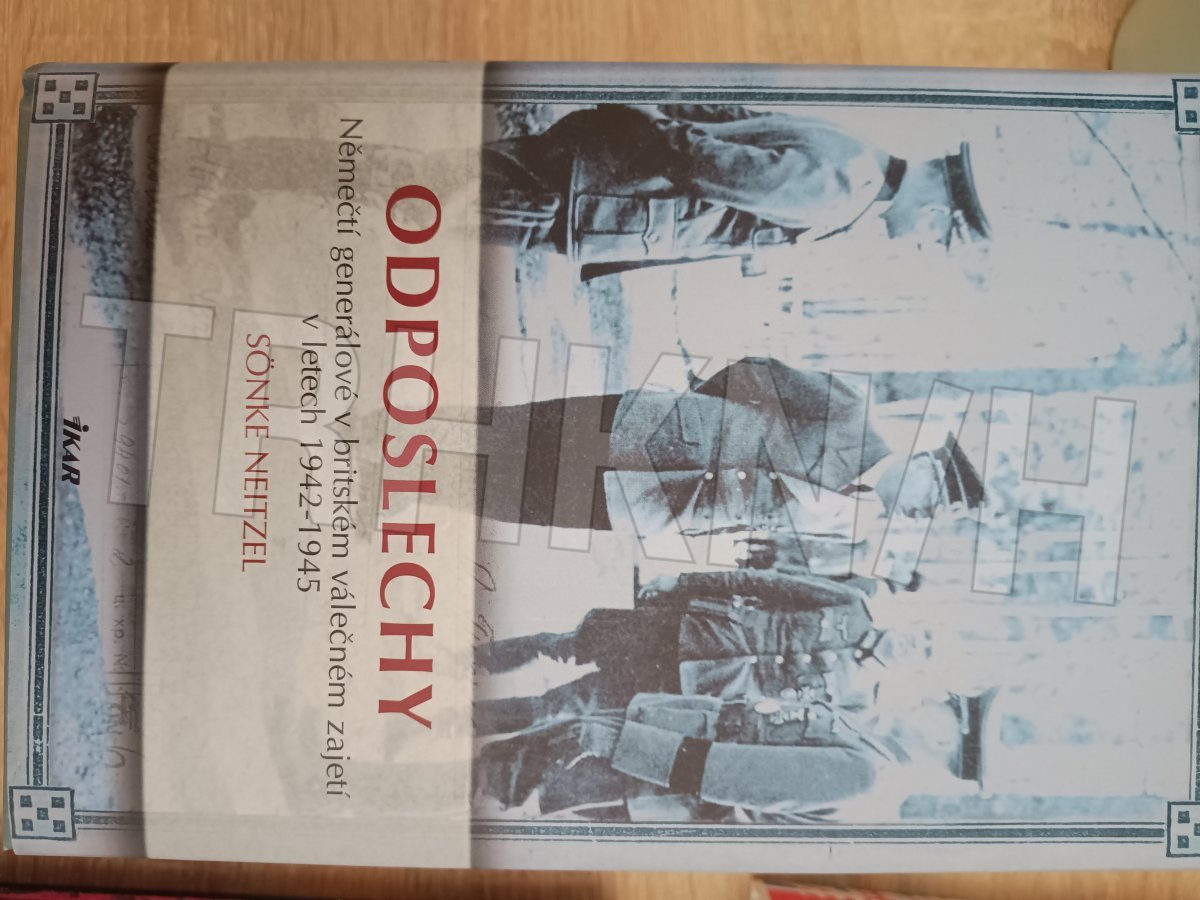 ODPOSLECHY
Němečtí generálové v britském válečném zajetí
v letech 1942–1945
SÖNKE NEITZEL
IKAR